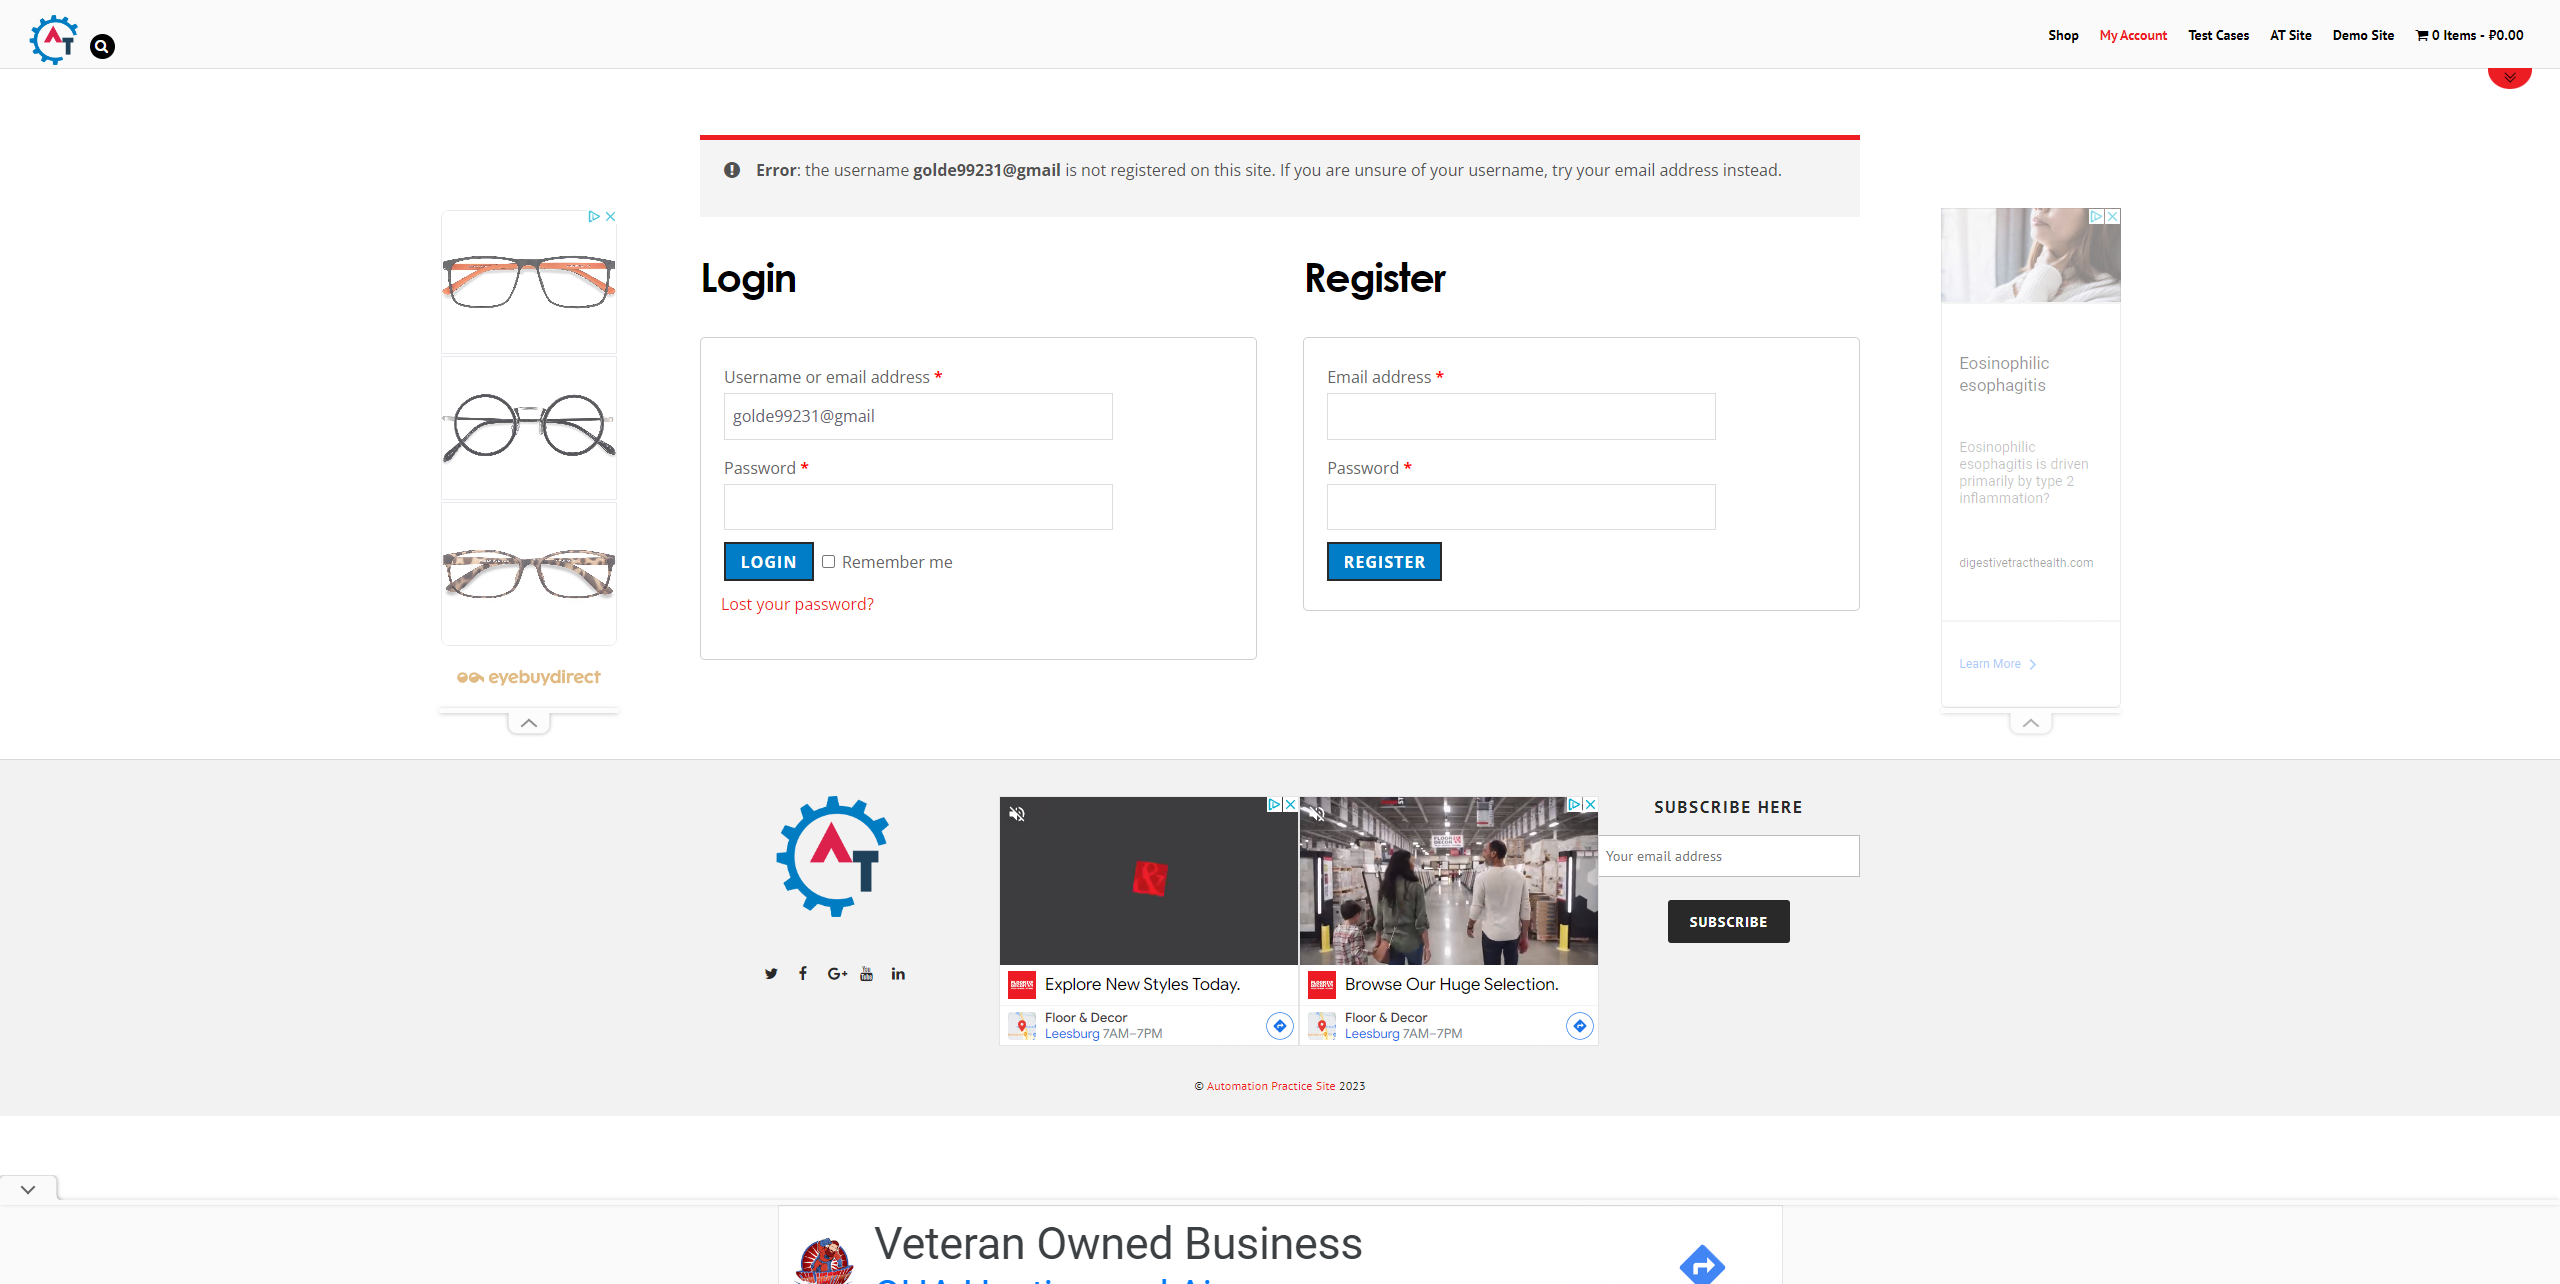 AT
Shop
My Account
Test Cases
AT Site
Demo Site
0 Items - ₽0.00
Error: the username golde99231@gmail is not registered on this site. If you are unsure of your username, try your email address instead.
Login
Username or email address *
golde99231@gmail
Password *
LOGIN
Remember me
Lost your password?
Register
Email address *
Password *
REGISTER
eyebuydirect
Eosinophilic
esophagitis
Eosinophilic
esophagitis is driven
primarily by type 2
inflammation?
digestivetracthealth.com
Learn More
AT
G+
You
in
&
Explore New Styles Today.
Floor & Decor
Leesburg 7AM–7PM
Browse Our Huge Selection.
Floor & Decor
Leesburg 7AM–7PM
SUBSCRIBE HERE
Your email address
SUBSCRIBE
© Automation Practice Site 2023
Veteran Owned Business